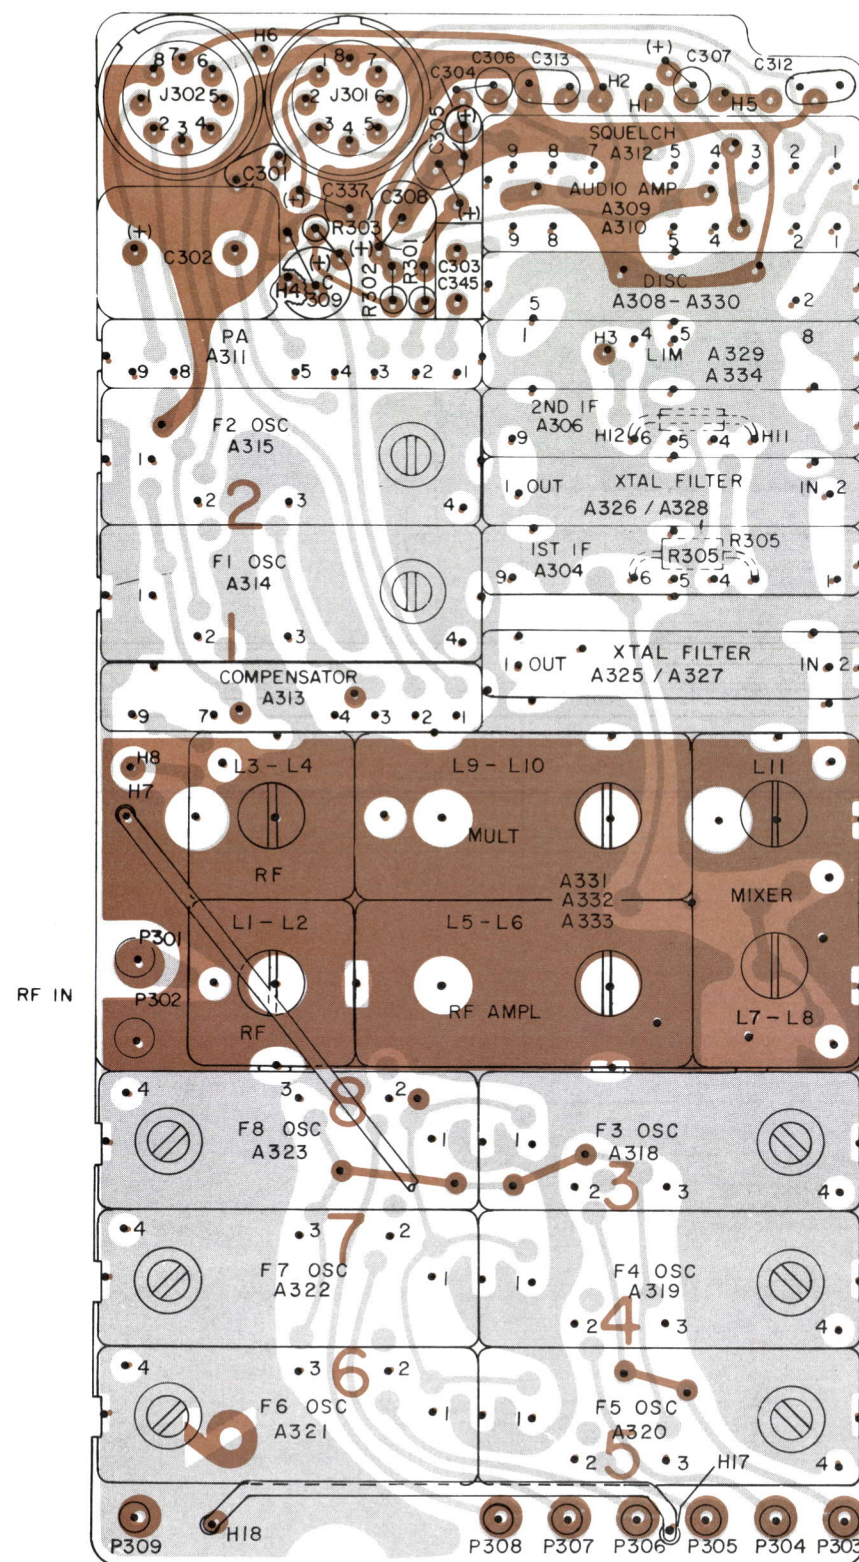 H6
8 7 6
1 J302 5
2 3 4
1 8 7
2 J301 6
3 4 5
C304 C306 C313 H2 (+) C307 C312
H1 H5
C305 (+)
C301 (+) C337 C308 (+)
(+) C302
R303
(+) (+)
H4 C309
R302
R301
C303
C345
SQUELCH
A312
9 8 7 5 4 3 2 1
AUDIO AMP
A309
A310
9 8 5 4 2 1
DISC
A308-A330
5 2
1 H3 4 5 8
LIM A329
A334
PA
A311
9 8 5 4 3 2 1
2ND IF
A306
9 H12 6 5 4 H11
F2 OSC
A315
1
2 2 3 4
1 OUT XTAL FILTER IN 2
A326/A328
1ST IF R305
A304 R305
9 6 5 4 1
F1 OSC
A314
1
2 1 3 4
1 OUT XTAL FILTER IN 2
A325/A327
COMPENSATOR
A313
9 7 4 3 2 1
H8
H7
L3-L4 L9-L10 L11
MULT
RF
A331
A332
A333
MIXER
L1-L2 L5-L6
P301
RF IN
P302
RF RF AMPL L7-L8
4 3 8 2
F8 OSC
A323
1
1 F3 OSC
A318
2 3 3 4
4 3 7 2
F7 OSC
A322
1
1 F4 OSC
A319
2 4 3 4
4 3 6 2
F6 OSC
A321
1
1 F5 OSC
A320
2 5 3 4
H17
H18
P309 P308 P307 P306 P305 P304 P303